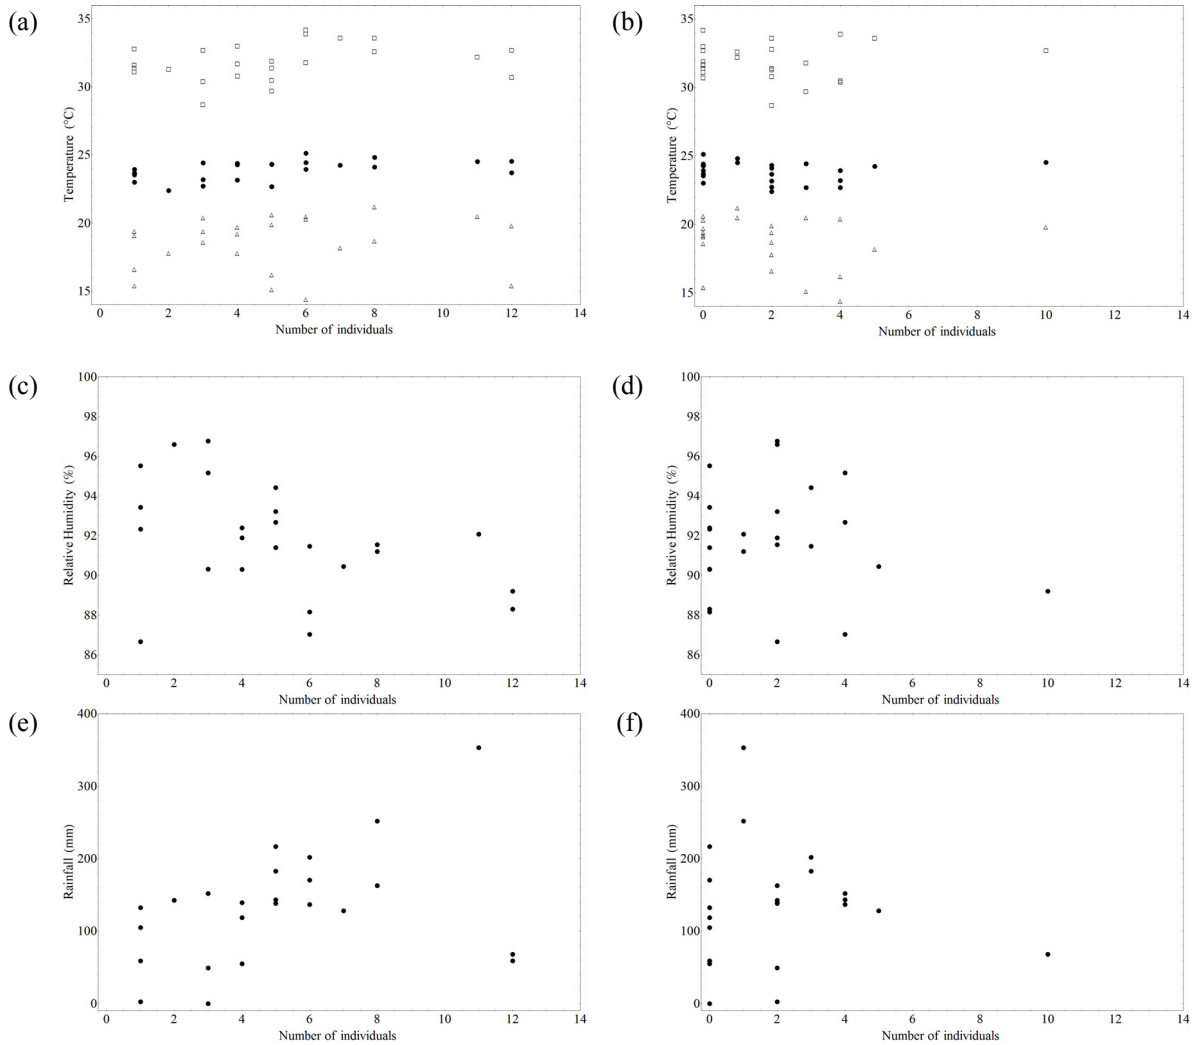 (a)
35
30
25
20
15
Temperature (°C)
0 2 4 6 8 10 12 14
Number of individuals
(b)
35
30
25
20
15
Temperature (°C)
0 2 4 6 8 10 12 14
Number of individuals
(c)
100
98
96
94
92
90
88
86
Relative Humidity (%)
0 2 4 6 8 10 12 14
Number of individuals
(d)
100
98
96
94
92
90
88
86
Relative Humidity (%)
0 2 4 6 8 10 12 14
Number of individuals
(e)
400
300
200
100
0
Rainfall (mm)
0 2 4 6 8 10 12 14
Number of individuals
(f)
400
300
200
100
0
Rainfall (mm)
0 2 4 6 8 10 12 14
Number of individuals